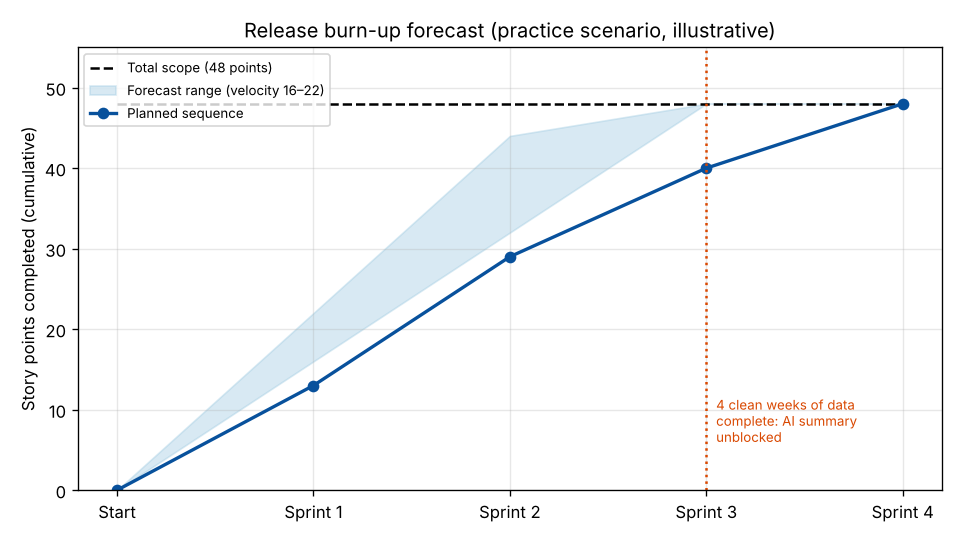 Release burn-up forecast (practice scenario, illustrative)
Total scope (48 points)
Forecast range (velocity 16–22)
Planned sequence
Story points completed (cumulative)
50
40
30
20
10
0
4 clean weeks of data
complete: AI summary
unblocked
Start
Sprint 1
Sprint 2
Sprint 3
Sprint 4